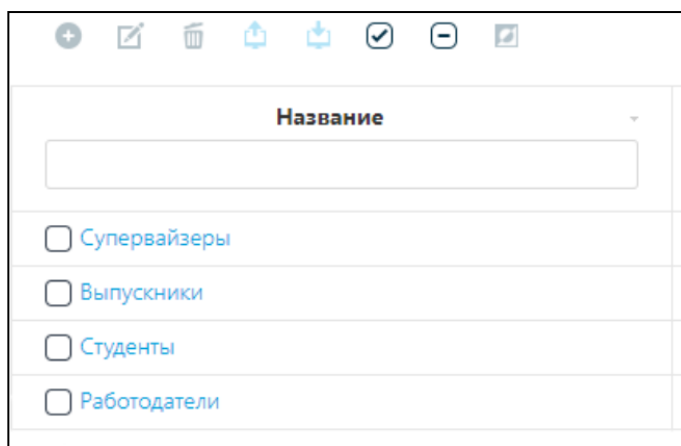 Название
Супервайзеры
Выпускники
Студенты
Работодатели